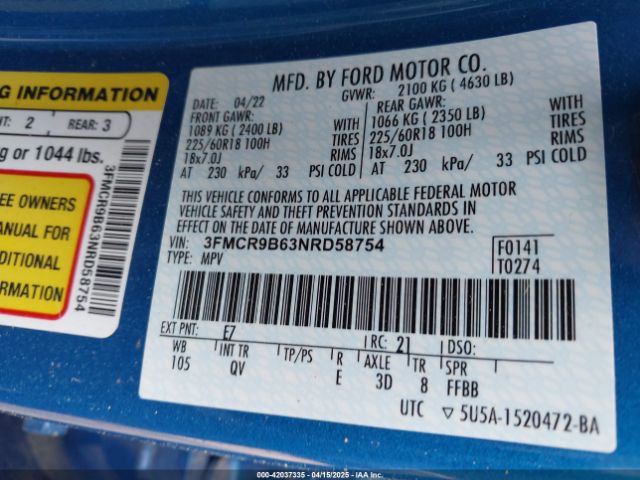 NG INFORMATION
NT: 2 REAR: 3
g or 1044 lbs.
EE OWNERS
ANUAL FOR
DITIONAL
FORMATION
3FMCR9B63NRD58754
MFD. BY FORD MOTOR CO.
DATE: 04/22 GVWR: 2100 KG ( 4630 LB)
FRONT GAWR: REAR GAWR:
1089 KG ( 2400 LB) WITH 1066 KG ( 2350 LB) WITH
225/60R18 100H TIRES 225/60R18 100H TIRES
18x7.0J RIMS 18x7.0J RIMS
AT 230 kPa/ 33 PSI COLD AT 230 kPa/ 33 PSI COLD
THIS VEHICLE CONFORMS TO ALL APPLICABLE FEDERAL MOTOR
VEHICLE SAFETY AND THEFT PREVENTION STANDARDS IN
EFFECT ON THE DATE OF MANUFACTURE SHOWN ABOVE.
VIN: 3FMCR9B63NRD58754 F0141
TYPE: MPV T0274
EXT PNT: E7 RC: 21 DSO:
WB INT TR TP/PS R AXLE TR SPR
105 QV E 3D 8 FFBB
UTC ▽5U5A-1520472-BA
© 42037335 - 04/15/2025 - IAAI.COM